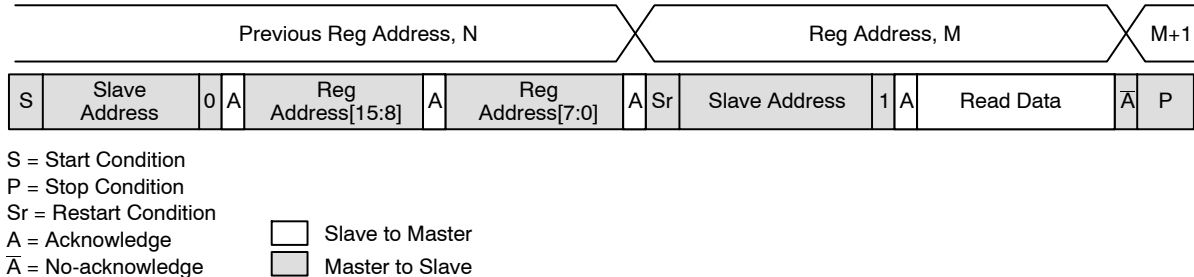 Previous Reg Address, N Reg Address, M M+1
S Slave Address 0 A Reg Address[15:8] A Reg Address[7:0] A Sr Slave Address 1 A Read Data A̅ P
S = Start Condition
P = Stop Condition
Sr = Restart Condition
A = Acknowledge
A̅ = No-acknowledge
Slave to Master
Master to Slave